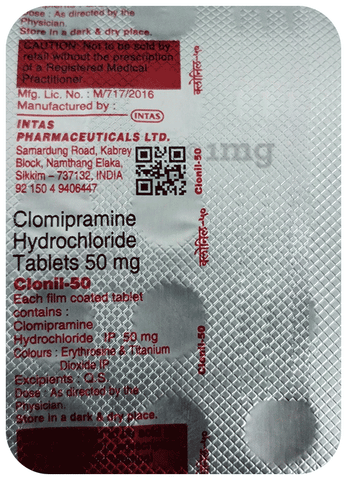 Dose : As directed by the
Physician.
Store in a dark & dry place.
CAUTION: Not to be sold by
retail without the prescription
of a Registered Medical
Practitioner.
Mfg. Lic. No. : M/717/2016
Manufactured by :
INTAS
INTAS
PHARMACEUTICALS LTD.
Samardung Road, Kabrey
Block, Namthang Elaka,
Sikkim – 737132, INDIA
92 150 4 9406447
1mg
Clomipramine
Hydrochloride
Tablets 50 mg
Clonil-50
Each film coated tablet
contains :
Clomipramine
Hydrochloride IP 50 mg
Colours : Erythrosine & Titanium
Dioxide IP
Excipients : Q.S.
Dose : As directed by the
Physician.
Store in a dark & dry place.
क्लोनिल-५०
Clonil-50
क्लोनिल-५०
Clonil-50
क्लोनिल-५०